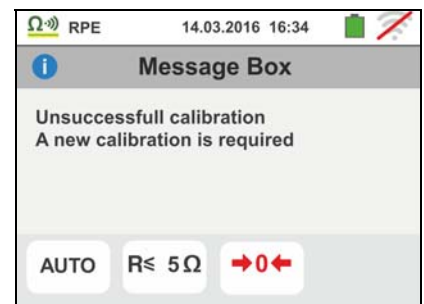 Ω RPE 14.03.2016 16:34
i Message Box
Unsuccessfull calibration
A new calibration is required
AUTO R≤ 5Ω →0←